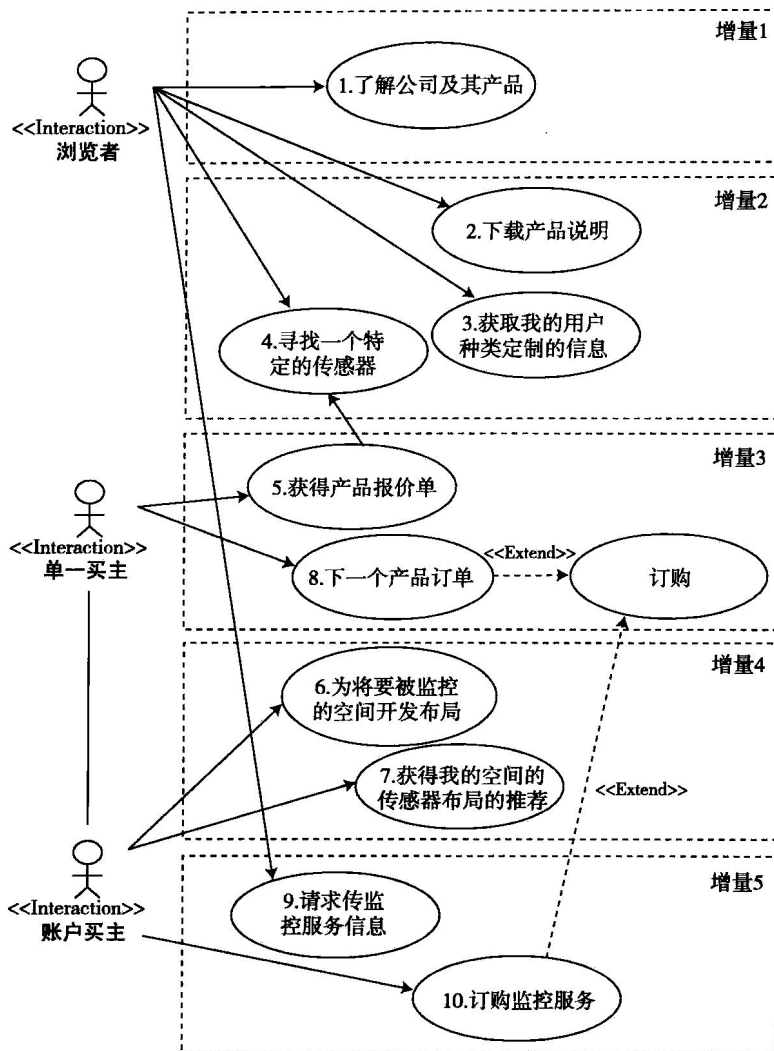 增量1
1.了解公司及其产品
<<Interaction>>
浏览者
增量2
2.下载产品说明
3.获取我的用户
种类定制的信息
4.寻找一个特
定的传感器
增量3
5.获得产品报价单
<<Interaction>>
单一买主
8.下一个产品订单
<<Extend>>
订购
增量4
6.为将要被监控
的空间开发布局
7.获得我的空间的
传感器布局的推荐
<<Extend>>
增量5
<<Interaction>>
账户买主
9.请求传监
控服务信息
10.订购监控服务